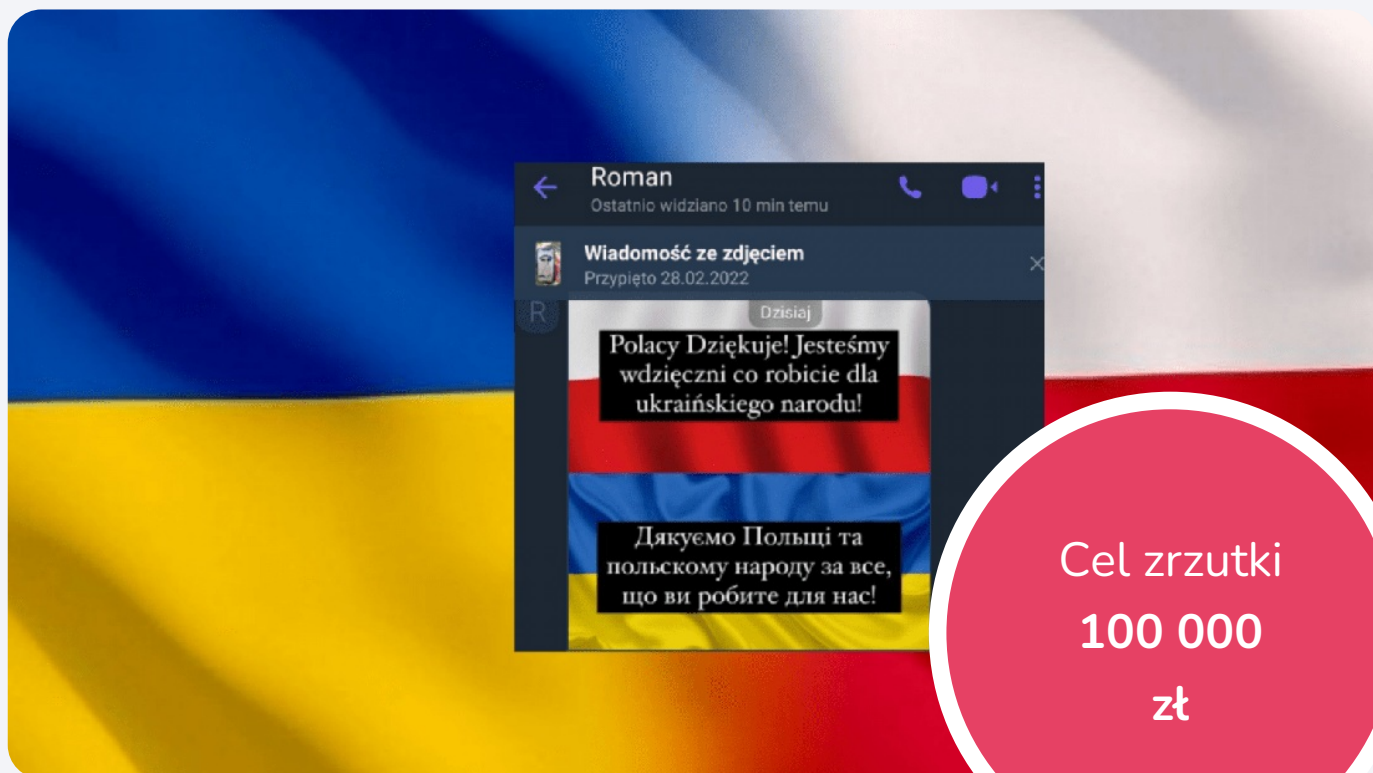 Roman
Ostatnio widziano 10 min temu
Wiadomość ze zdjęciem
Przypięto 28.02.2022
R
Dzisiaj
Polacy Dziękuje! Jesteśmy
wdzięczni co robicie dla
ukraińskiego narodu!
Дякуємо Польщі та
польскому народу за все,
що ви робите для нас!
Cel zrzutki
100 000
zł